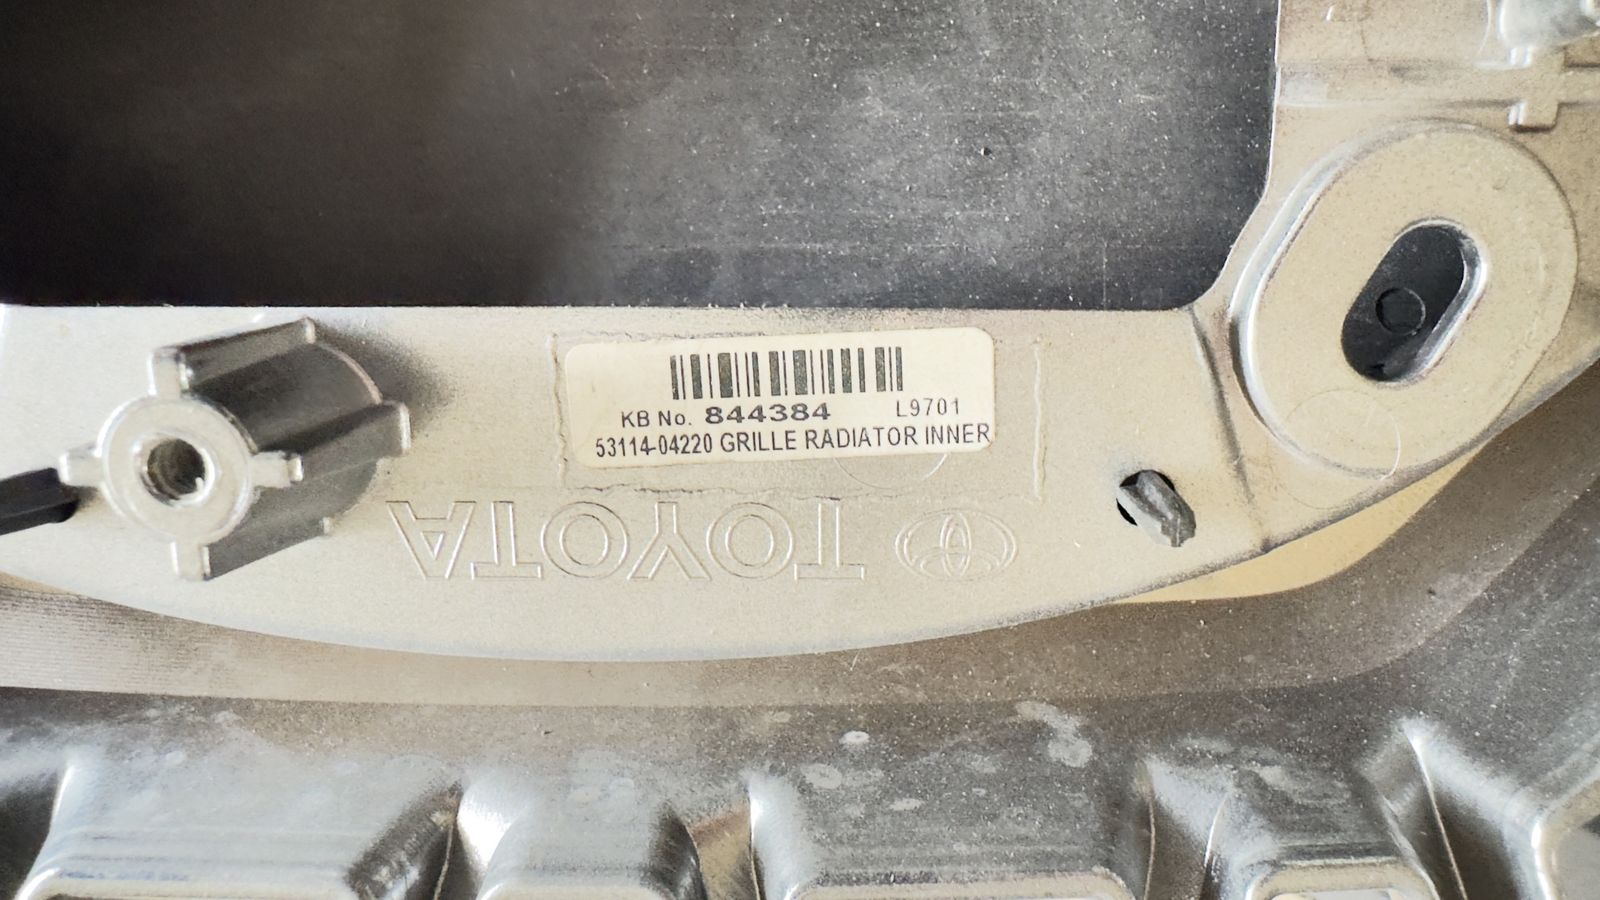 KB No. 844384 L9701
53114-04220 GRILLE RADIATOR INNER
TOYOTA